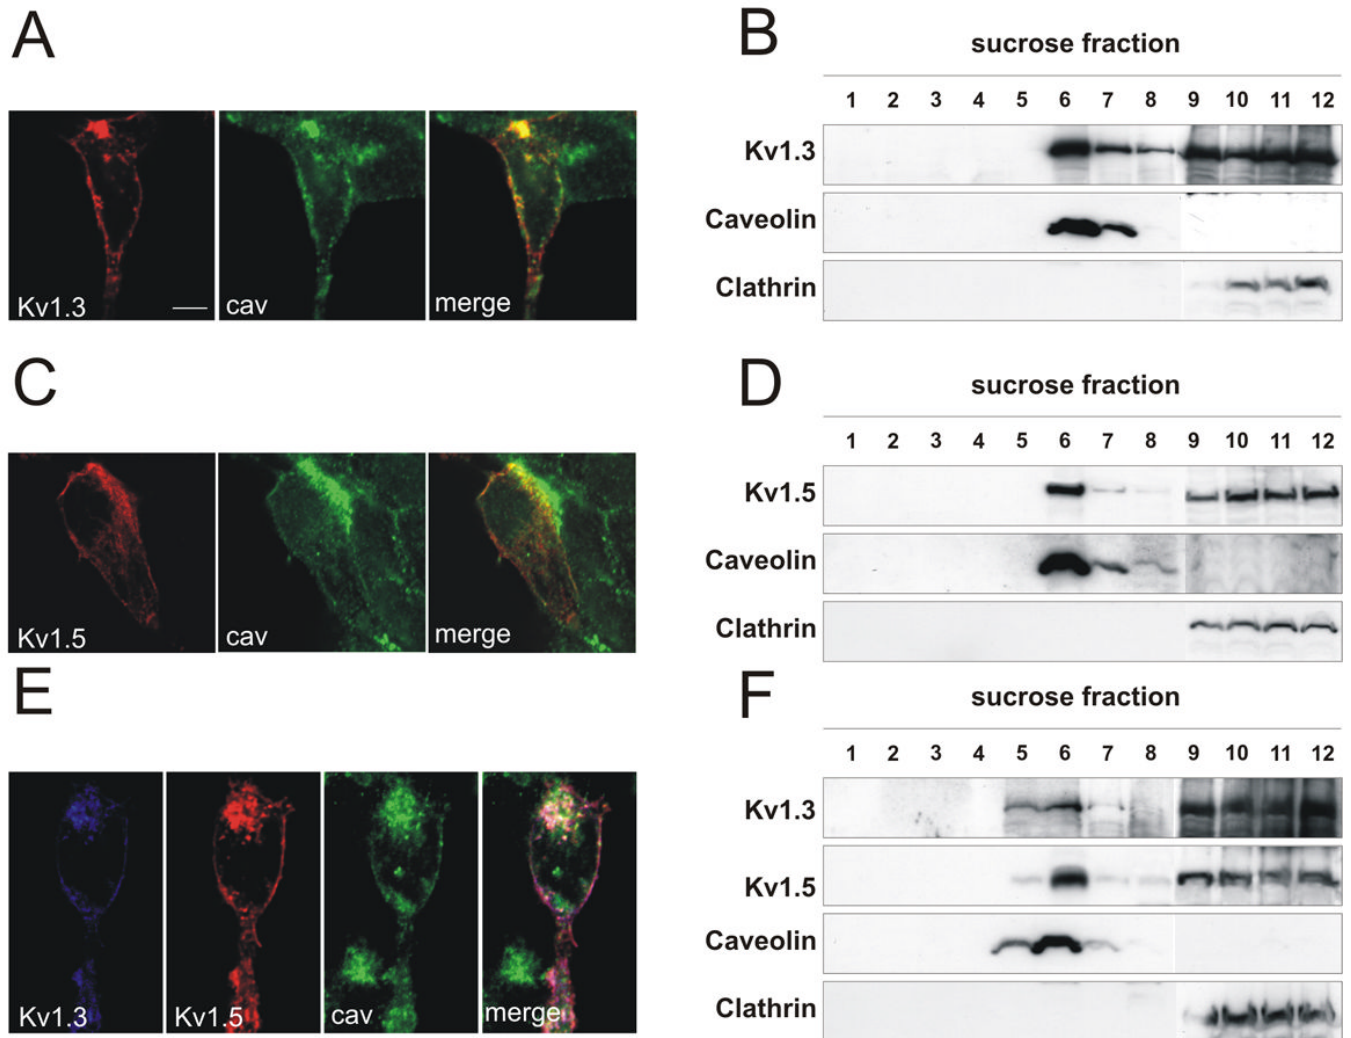 A
Kv1.3
cav
merge
B
sucrose fraction
1 2 3 4 5 6 7 8 9 10 11 12
Kv1.3
Caveolin
Clathrin
C
Kv1.5
cav
merge
D
sucrose fraction
1 2 3 4 5 6 7 8 9 10 11 12
Kv1.5
Caveolin
Clathrin
E
Kv1.3
Kv1.5
cav
merge
F
sucrose fraction
1 2 3 4 5 6 7 8 9 10 11 12
Kv1.3
Kv1.5
Caveolin
Clathrin